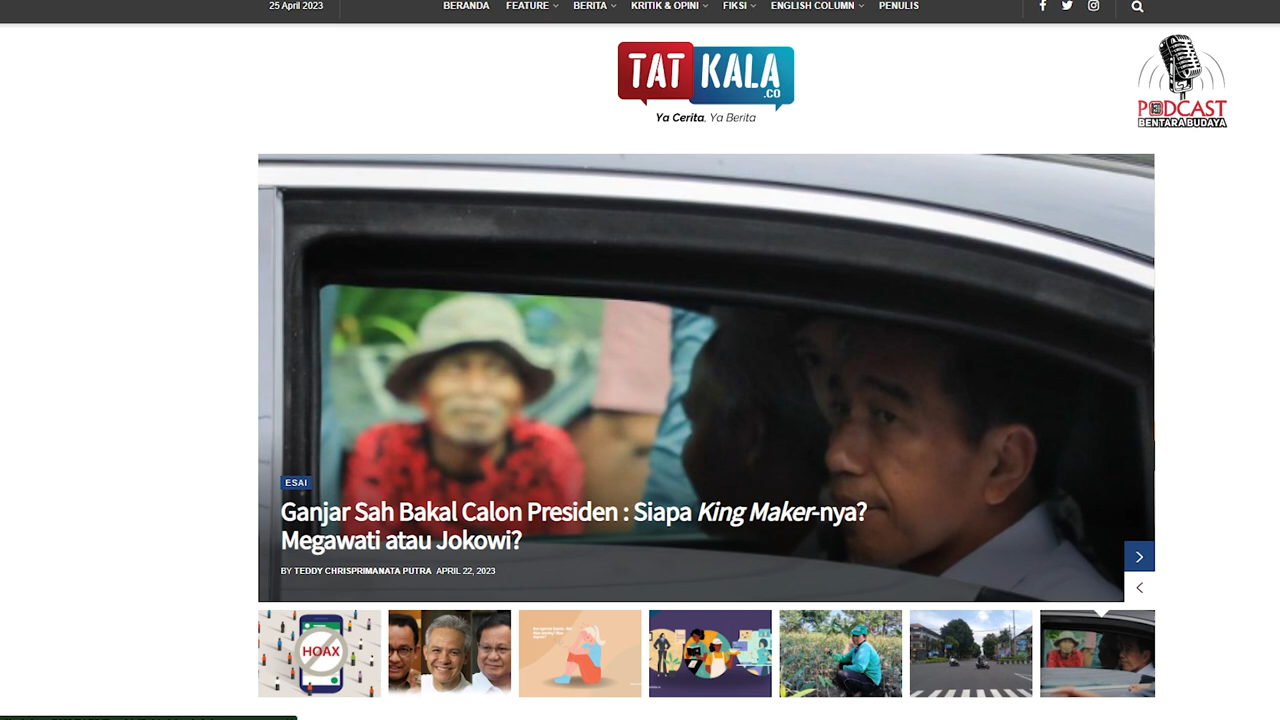 25 April 2023
BERANDA FEATURE BERITA KRITIK & OPINI FIKSI ENGLISH COLUMN PENULIS
TATKALA
.CO
Ya Cerita, Ya Berita
PODCAST
BENTARA BUDAYA
ESAI
Ganjar Sah Bakal Calon Presiden : Siapa King Maker-nya?
Megawati atau Jokowi?
BY TEDDY CHRISPRIMANATA PUTRA APRIL 22, 2023
HOAX